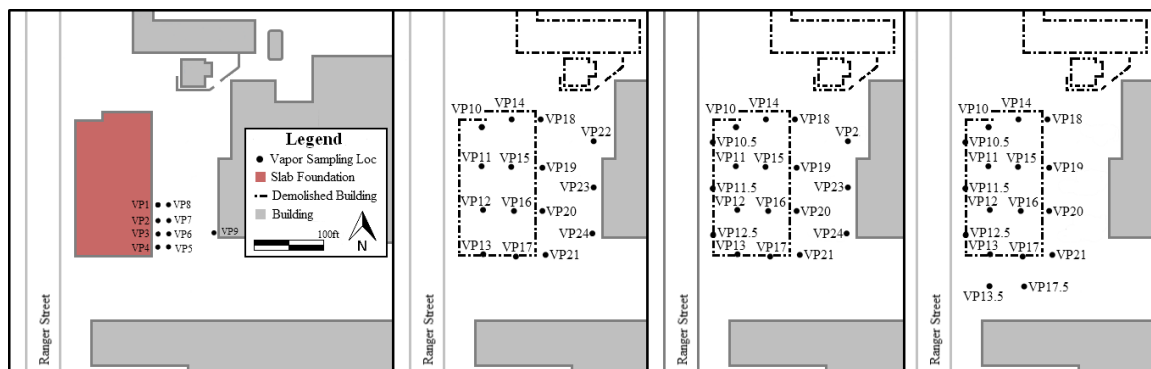 Legend
Vapor Sampling Loc
Slab Foundation
Demolished Building
Building
100ft
N
VP1
VP8
VP2
VP7
VP3
VP6
VP9
VP4
VP5
Ranger Street
VP10
VP14
VP18
VP22
VP11
VP15
VP19
VP23
VP12
VP16
VP20
VP24
VP13
VP17
VP21
Ranger Street
VP10
VP14
VP18
VP10.5
VP2
VP11
VP15
VP19
VP11.5
VP23
VP12
VP16
VP20
VP12.5
VP24
VP13
VP17
VP21
Ranger Street
VP10
VP14
VP18
VP10.5
VP11
VP15
VP19
VP11.5
VP12
VP16
VP20
VP12.5
VP13
VP17
VP21
VP13.5
VP17.5
Ranger Street